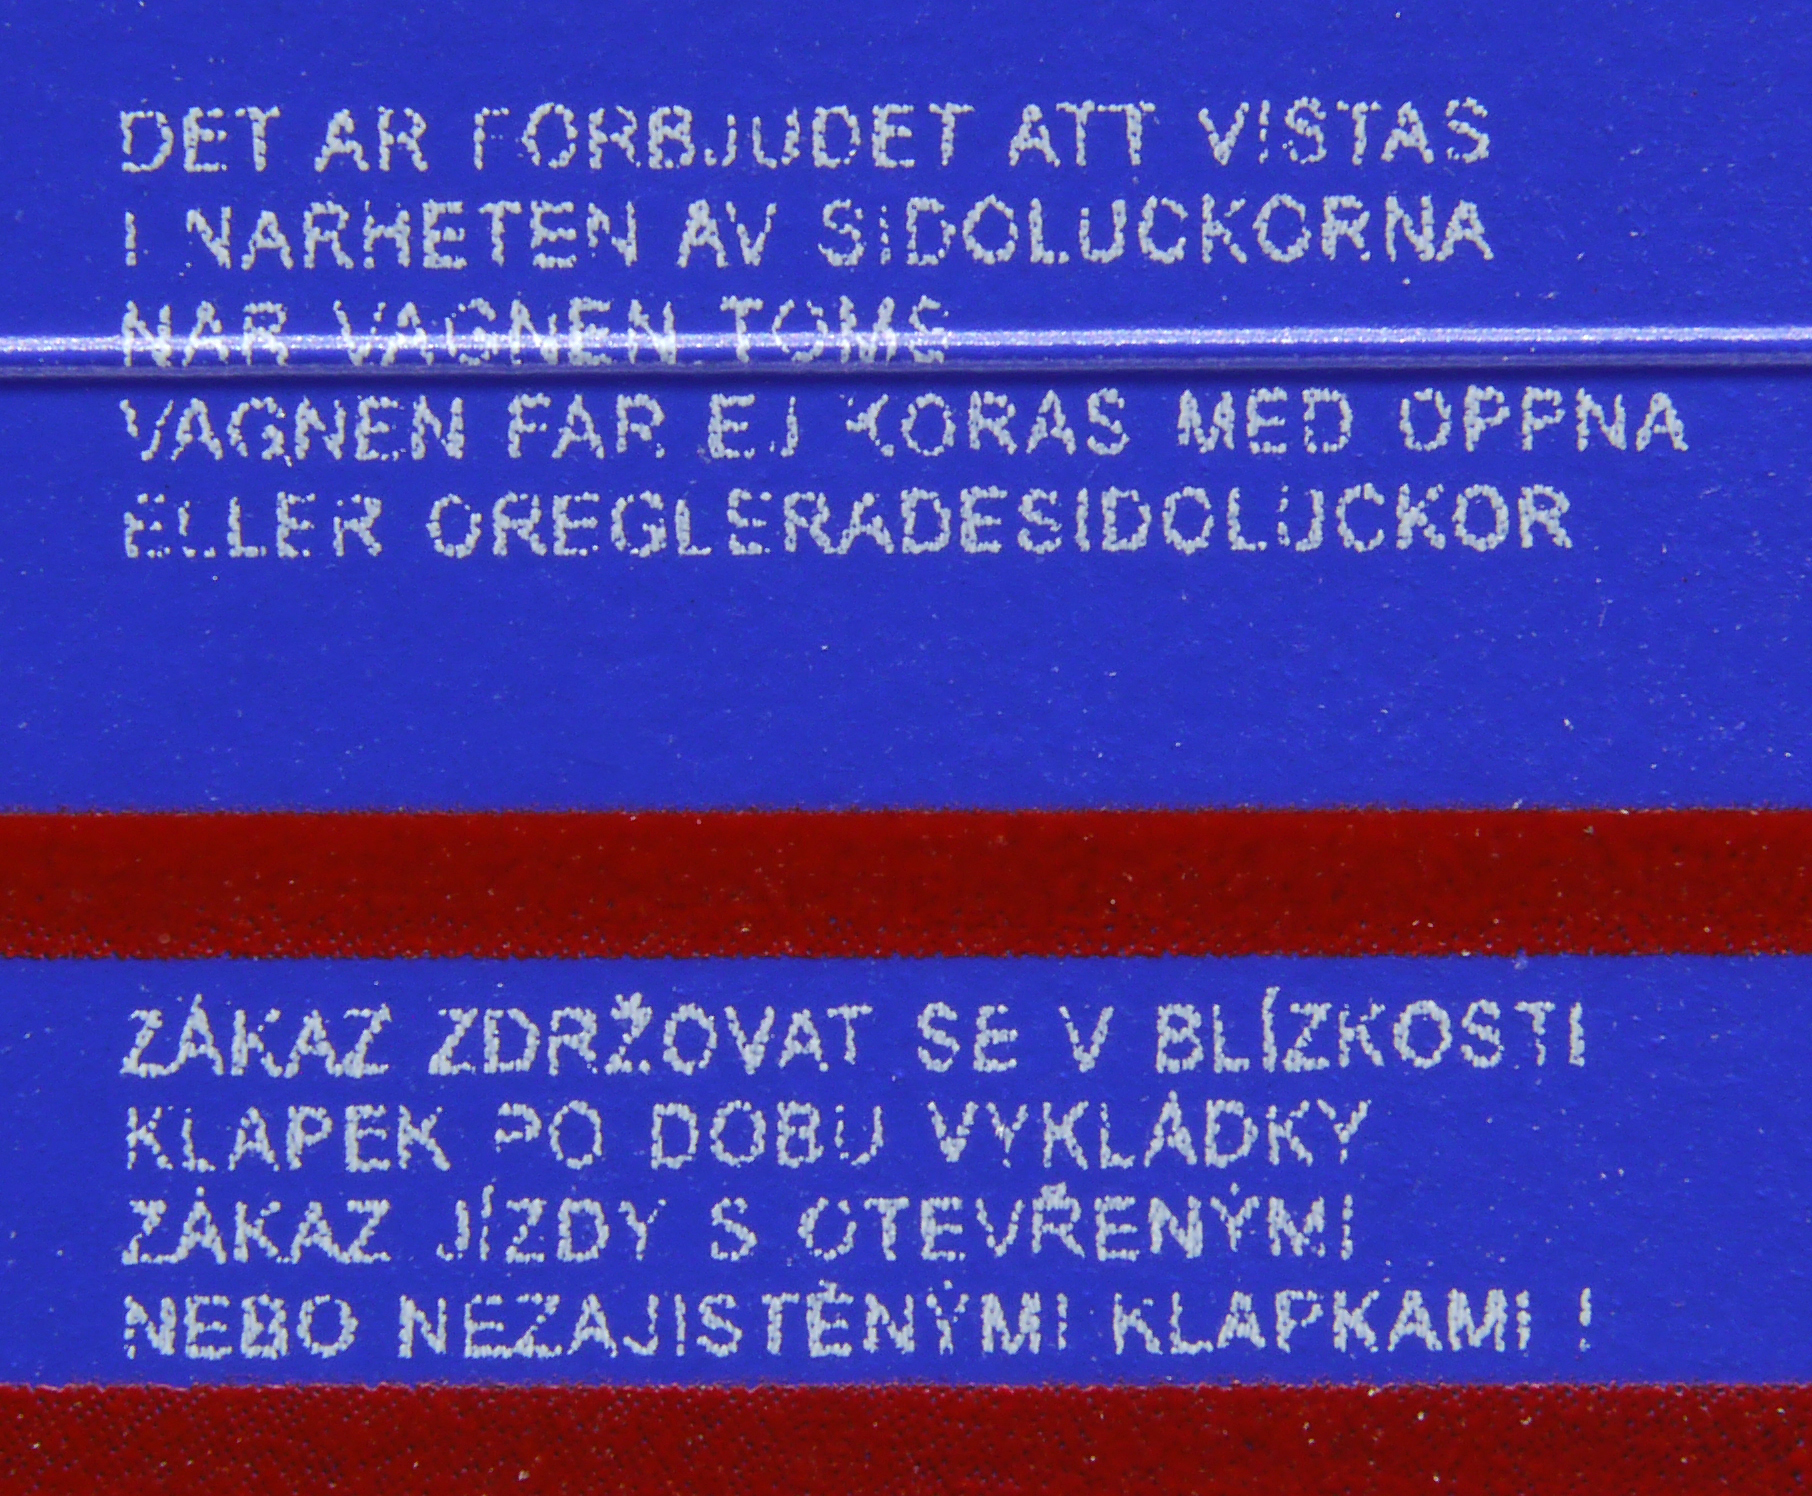 DET AR FORBJUDET ATT VISTAS
I NARHETEN AV SIDOLUCKORNA
NAR VAGNEN TOMS
VAGNEN FAR EJ KORAS MED OPPNA
ELLER OREGLERADESIDOLUCKOR
ZÁKAZ ZDRŽOVAT SE V BLÍZKOSTI
KLAPEK PO DOBU VYKLÁDKY
ZÁKAZ JÍZDY S OTEVŘENÝMI
NEBO NEZAJISTĚNÝMI KLAPKAMI !